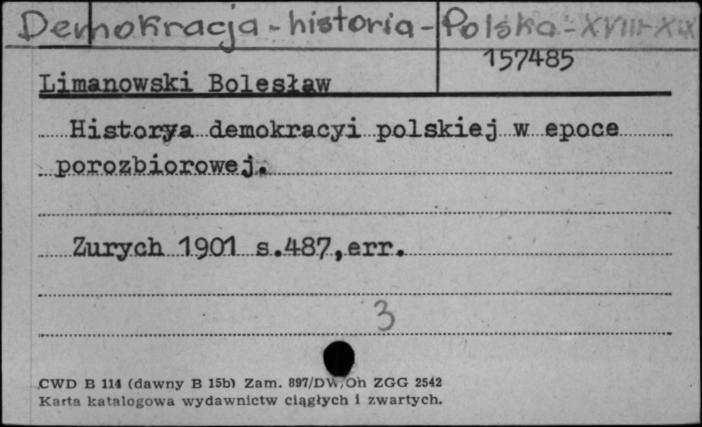 Demokracja - historia - Polska - XVIII-XIX
157485
Limanowski Bolesław
Historya demokracyi polskiej w epoce
porozbiorowej.
Zurych 1901 s.487,err.
3
CWD B 114 (dawny B 15b) Zam. 897/DW/Oh ZGG 2542
Karta katalogowa wydawnictw ciągłych i zwartych.